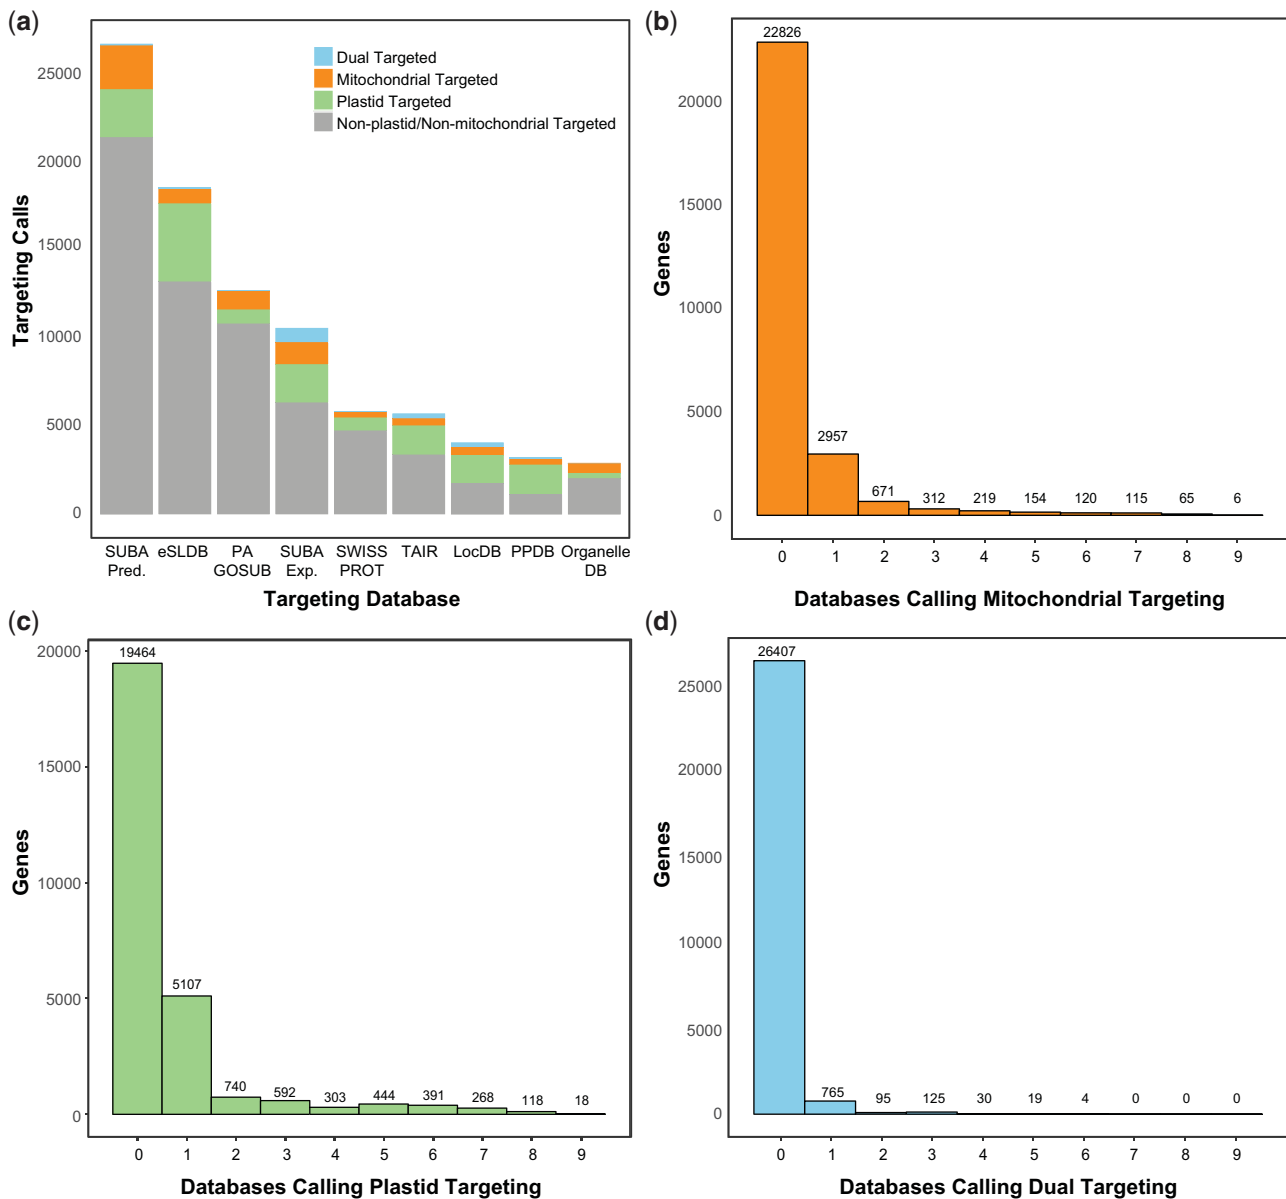 (a)
Dual Targeted
Mitochondrial Targeted
Plastid Targeted
Non-plastid/Non-mitochondrial Targeted
Targeting Calls
25000
20000
15000
10000
5000
0
SUBA Pred.
eSLDB
PA GOSUB
SUBA Exp.
SWISS PROT
TAIR
LocDB
PPDB
Organelle DB
Targeting Database
(b)
Genes
20000
15000
10000
5000
0
22826
2957
671
312
219
154
120
115
65
6
0 1 2 3 4 5 6 7 8 9
Databases Calling Mitochondrial Targeting
(c)
Genes
20000
15000
10000
5000
0
19464
5107
740
592
303
444
391
268
118
18
0 1 2 3 4 5 6 7 8 9
Databases Calling Plastid Targeting
(d)
Genes
25000
20000
15000
10000
5000
0
26407
765
95
125
30
19
4
0
0
0
0 1 2 3 4 5 6 7 8 9
Databases Calling Dual Targeting